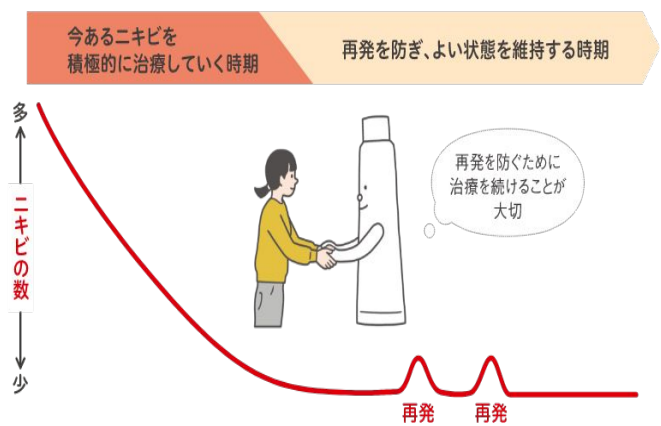 今あるニキビを
積極的に治療していく時期
再発を防ぎ、よい状態を維持する時期
多
ニキビの数
少
再発を防ぐために
治療を続けることが
大切
再発
再発